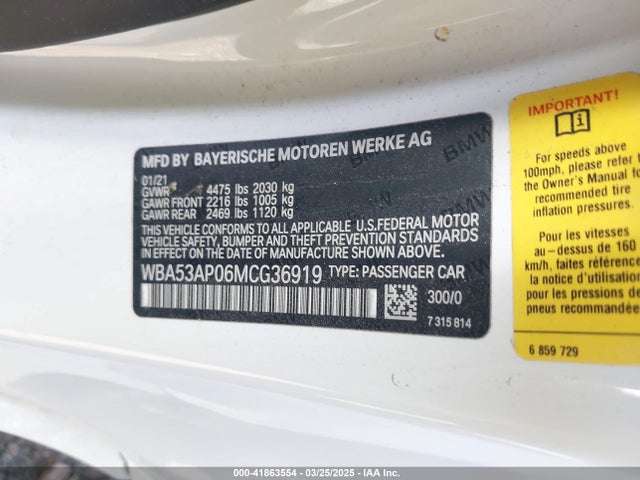 MFD BY BAYERISCHE MOTOREN WERKE AG
01/21
GVWR 4475 lbs 2030 kg
GAWR FRONT 2216 lbs 1005 kg
GAWR REAR 2469 lbs 1120 kg
THIS VEHICLE CONFORMS TO ALL APPLICABLE U.S.FEDERAL MOTOR
VEHICLE SAFETY, BUMPER AND THEFT PREVENTION STANDARDS
IN EFFECT ON THE DATE OF MANUFACTURE SHOWN ABOVE.
WBA53AP06MCG36919 TYPE: PASSENGER CAR
300/0
7 315 814
BMW
IMPORTANT!
For speeds above
100mph, please refer
the Owner's Manual for
recommended tire
inflation pressures.
Pour les vitesses
au-dessus de 160
km/h, faites référence
la notice d'utilisation
pour les pressions de
pneus recommandées
6 859 729
000-41863554 / 03/25/2025 - IAA Inc.